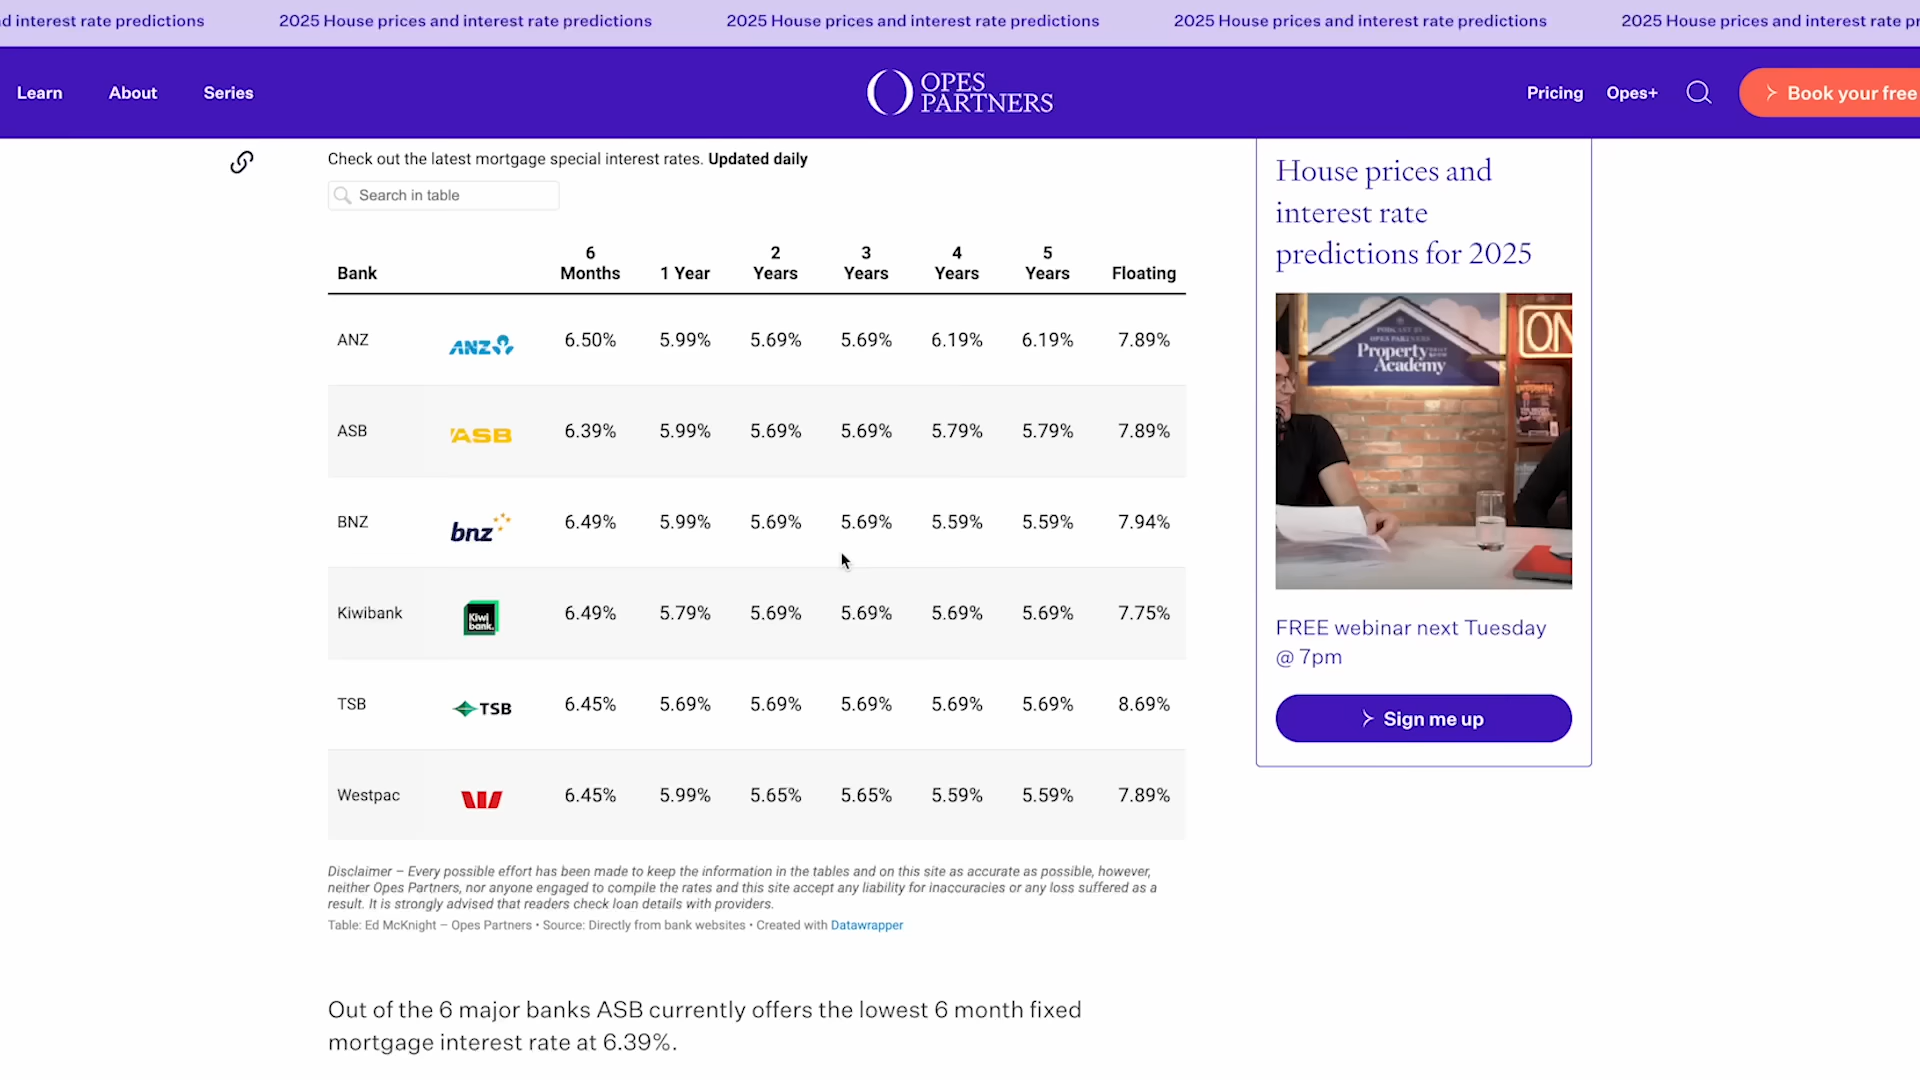 d interest rate predictions 2025 House prices and interest rate predictions 2025 House prices and interest rate predictions 2025 House prices and interest rate predictions 2025 House prices and interest rate pr
Learn About Series
OPES
PARTNERS
Pricing Opes+ Book your free
Check out the latest mortgage special interest rates. Updated daily
Search in table
Bank 6 Months 1 Year 2 Years 3 Years 4 Years 5 Years Floating
ANZ ANZ 6.50% 5.99% 5.69% 5.69% 6.19% 6.19% 7.89%
ASB ASB 6.39% 5.99% 5.69% 5.69% 5.79% 5.79% 7.89%
BNZ bnz 6.49% 5.99% 5.69% 5.69% 5.59% 5.59% 7.94%
Kiwibank Kiwi bank. 6.49% 5.79% 5.69% 5.69% 5.69% 5.69% 7.75%
TSB TSB 6.45% 5.69% 5.69% 5.69% 5.69% 5.69% 8.69%
Westpac 6.45% 5.99% 5.65% 5.65% 5.59% 5.59% 7.89%
Disclaimer – Every possible effort has been made to keep the information in the tables and on this site as accurate as possible, however,
neither Opes Partners, nor anyone engaged to compile the rates and this site accept any liability for inaccuracies or any loss suffered as a
result. It is strongly advised that readers check loan details with providers.
Table: Ed McKnight – Opes Partners • Source: Directly from bank websites • Created with Datawrapper
Out of the 6 major banks ASB currently offers the lowest 6 month fixed
mortgage interest rate at 6.39%.
House prices and
interest rate
predictions for 2025
PODCAST BY
OPES PARTNERS
Property
Academy
ON
FREE webinar next Tuesday
@ 7pm
Sign me up